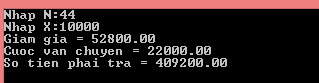 Nhap N:44
Nhap X:10000
Giam gia = 52800.00
Cuoc van chuyen = 22000.00
So tien phai tra = 409200.00